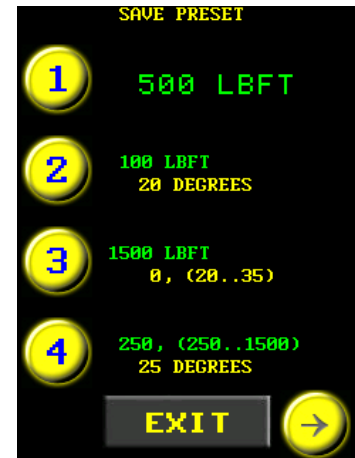 SAVE PRESET
1
500 LBFT
2
100 LBFT
20 DEGREES
3
1500 LBFT
0, (20..35)
4
250, (250..1500)
25 DEGREES
EXIT